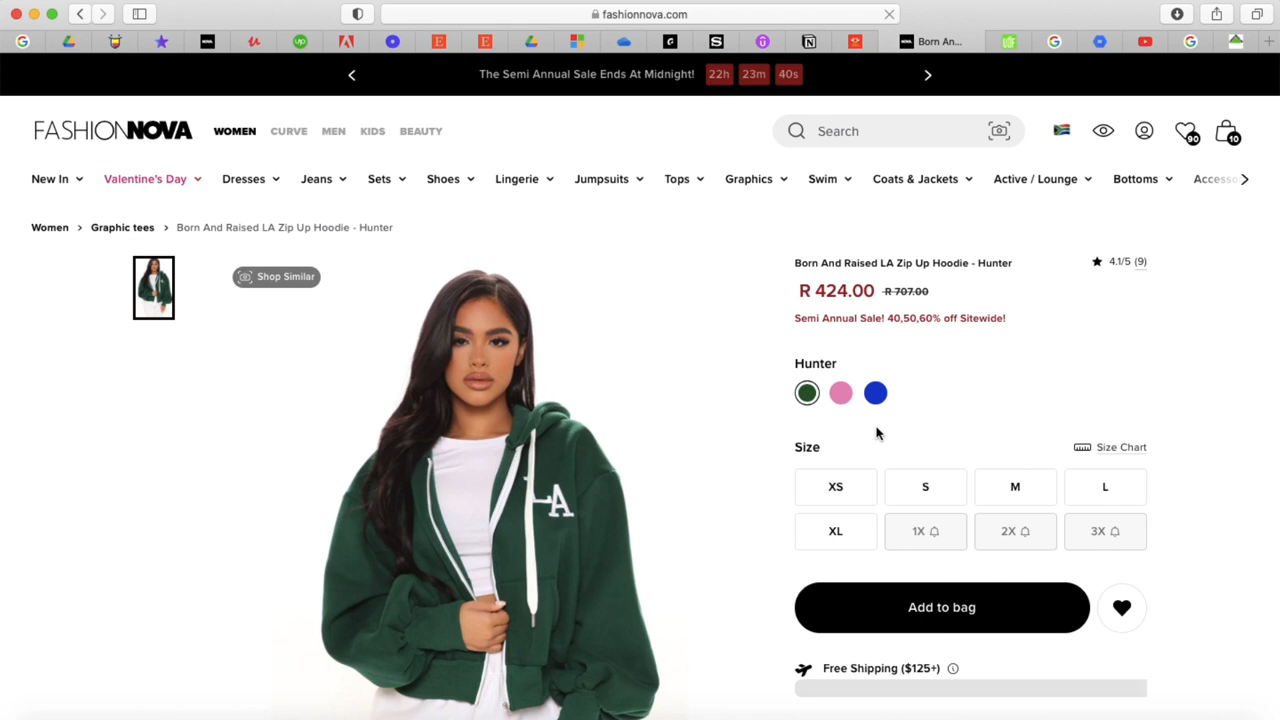 fashionnova.com
Born An...
The Semi Annual Sale Ends At Midnight! 22h 23m 40s
FASHIONNOVA WOMEN CURVE MEN KIDS BEAUTY
Search
90
10
New In Valentine's Day Dresses Jeans Sets Shoes Lingerie Jumpsuits Tops Graphics Swim Coats & Jackets Active / Lounge Bottoms Accesso
Women > Graphic tees > Born And Raised LA Zip Up Hoodie - Hunter
Shop Similar
LA
Born And Raised LA Zip Up Hoodie - Hunter
4.1/5 (9)
R 424.00 R 707.00
Semi Annual Sale! 40,50,60% off Sitewide!
Hunter
Size
Size Chart
XS S M L
XL 1X 2X 3X
Add to bag
Free Shipping ($125+)